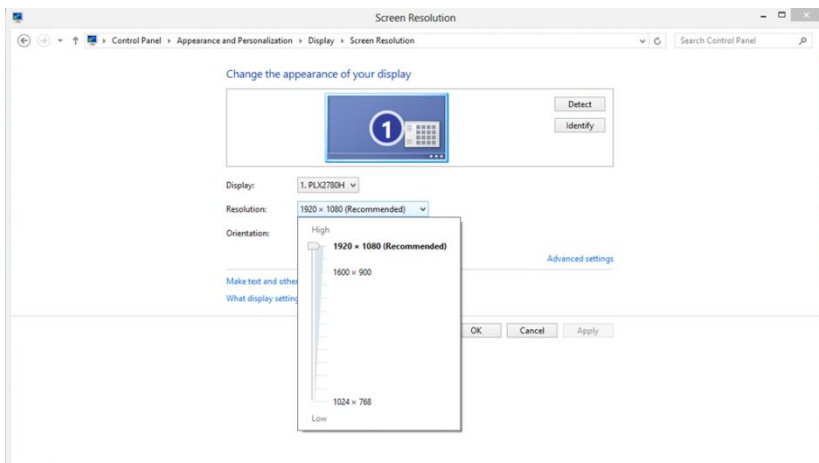 Screen Resolution
Control Panel Appearance and Personalization Display Screen Resolution
Search Control Panel
Change the appearance of your display
1
Detect
Identify
Display: 1. PLX2780H
Resolution: 1920 × 1080 (Recommended)
Orientation:
High
1920 × 1080 (Recommended)
Advanced settings
1600 × 900
Make text and other
What display setting
OK Cancel Apply
1024 × 768
Low